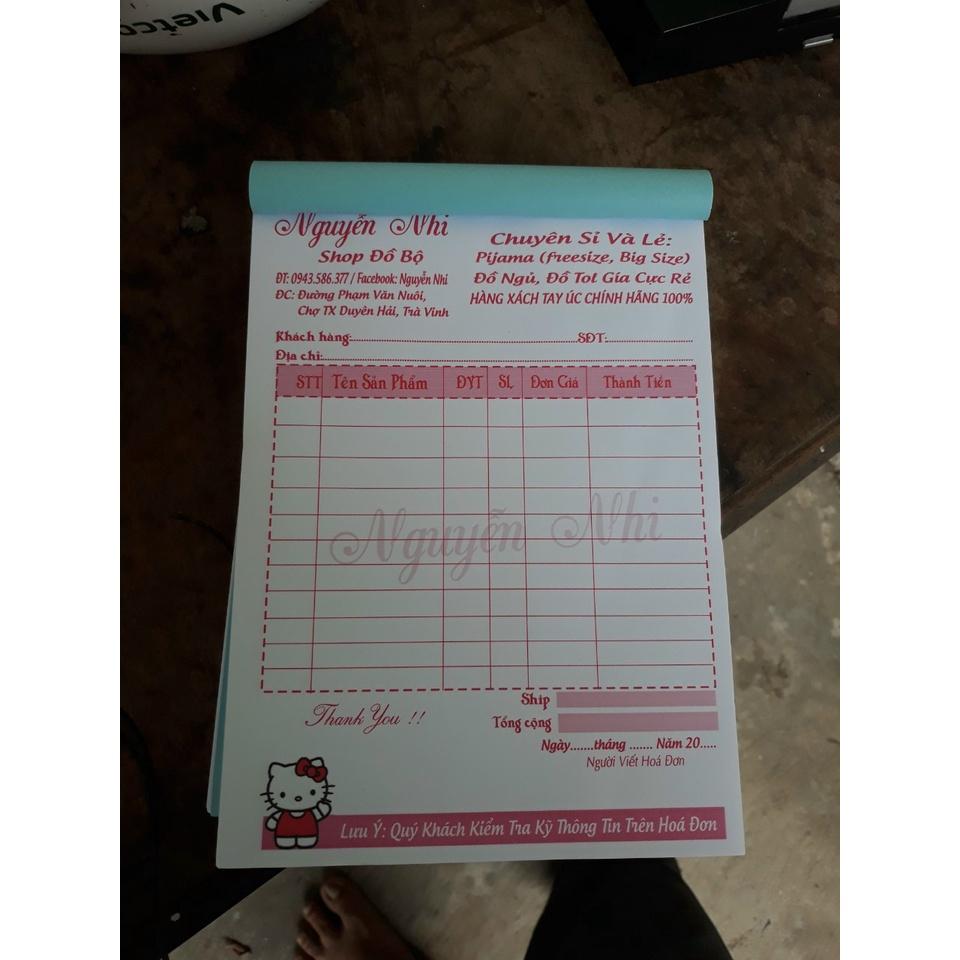 Vietco
Nguyễn Nhi
Shop Đồ Bộ
ĐT: 0943.586.377 / Facebook: Nguyễn Nhi
ĐC: Đường Phạm Văn Nuôi,
Chợ TX Duyên Hải, Trà Vinh
Chuyên Sỉ Và Lẻ:
Pijama (freesize, Big Size)
Đồ Ngủ, Đồ Tol Gía Cực Rẻ
HÀNG XÁCH TAY ÚC CHÍNH HÃNG 100%
Khách hàng:
SĐT:
Địa chỉ:
STT Tên Sản Phẩm ĐVT SL Đơn Giá Thành Tiền
Nguyễn Nhi
Ship
Tổng cộng
Thank You !!
Ngày.......tháng ....... Năm 20.....
Người Viết Hoá Đơn
Lưu Ý: Quý Khách Kiểm Tra Kỹ Thông Tin Trên Hoá Đơn